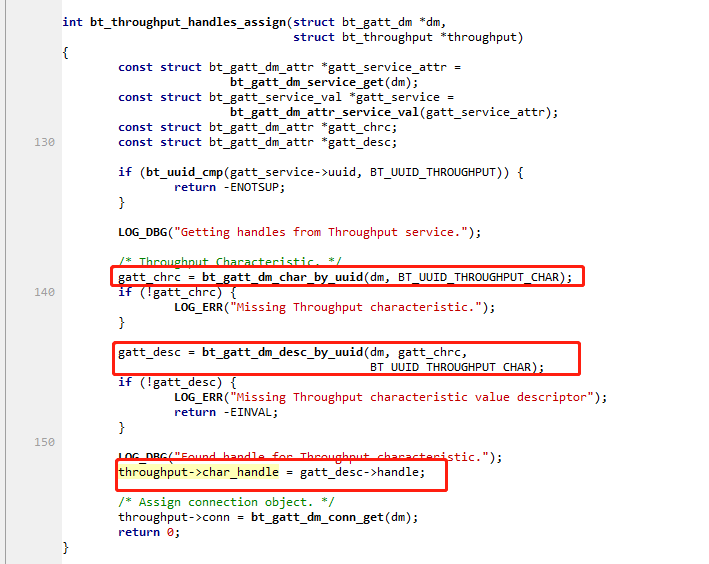 int bt_throughput_handles_assign(struct bt_gatt_dm *dm,
struct bt_throughput *throughput)
{
const struct bt_gatt_dm_attr *gatt_service_attr =
bt_gatt_dm_service_get(dm);
const struct bt_gatt_service_val *gatt_service =
bt_gatt_dm_attr_service_val(gatt_service_attr);
const struct bt_gatt_dm_attr *gatt_chrc;
130 const struct bt_gatt_dm_attr *gatt_desc;
if (bt_uuid_cmp(gatt_service->uuid, BT_UUID_THROUGHPUT)) {
return -ENOTSUP;
}
LOG_DBG("Getting handles from Throughput service.");
/* Throughput Characteristic. */
gatt_chrc = bt_gatt_dm_char_by_uuid(dm, BT_UUID_THROUGHPUT_CHAR);
140 if (!gatt_chrc) {
LOG_ERR("Missing Throughput characteristic.");
}
gatt_desc = bt_gatt_dm_desc_by_uuid(dm, gatt_chrc,
BT_UUID_THROUGHPUT_CHAR);
if (!gatt_desc) {
LOG_ERR("Missing Throughput characteristic value descriptor");
return -EINVAL;
}
150
LOG_DBG("Found handle for Throughput characteristic.");
throughput->char_handle = gatt_desc->handle;
/* Assign connection object. */
throughput->conn = bt_gatt_dm_conn_get(dm);
return 0;
}